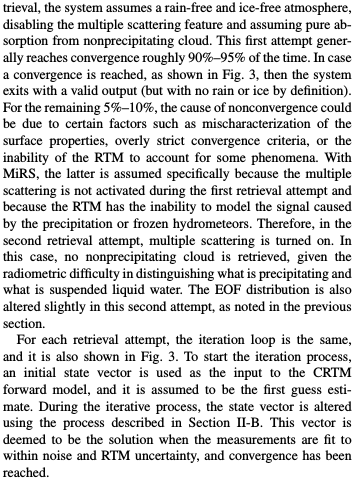 trieval, the system assumes a rain-free and ice-free atmosphere,
disabling the multiple scattering feature and assuming pure ab-
sorption from nonprecipitating cloud. This first attempt gener-
ally reaches convergence roughly 90%–95% of the time. In case
a convergence is reached, as shown in Fig. 3, then the system
exits with a valid output (but with no rain or ice by definition).
For the remaining 5%–10%, the cause of nonconvergence could
be due to certain factors such as mischaracterization of the
surface properties, overly strict convergence criteria, or the
inability of the RTM to account for some phenomena. With
MiRS, the latter is assumed specifically because the multiple
scattering is not activated during the first retrieval attempt and
because the RTM has the inability to model the signal caused
by the precipitation or frozen hydrometeors. Therefore, in the
second retrieval attempt, multiple scattering is turned on. In
this case, no nonprecipitating cloud is retrieved, given the
radiometric difficulty in distinguishing what is precipitating and
what is suspended liquid water. The EOF distribution is also
altered slightly in this second attempt, as noted in the previous
section.
For each retrieval attempt, the iteration loop is the same,
and it is also shown in Fig. 3. To start the iteration process,
an initial state vector is used as the input to the CRTM
forward model, and it is assumed to be the first guess esti-
mate. During the iterative process, the state vector is altered
using the process described in Section II-B. This vector is
deemed to be the solution when the measurements are fit to
within noise and RTM uncertainty, and convergence has been
reached.